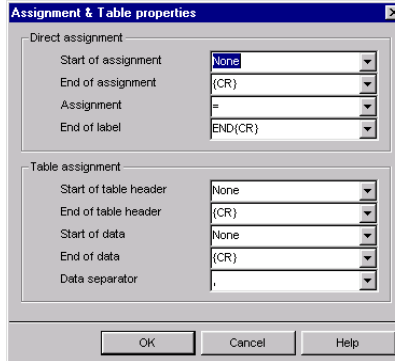 Assignment & Table properties
Direct assignment
Start of assignment None
End of assignment {CR}
Assignment =
End of label END{CR}
Table assignment
Start of table header None
End of table header {CR}
Start of data None
End of data {CR}
Data separator ,
OK Cancel Help